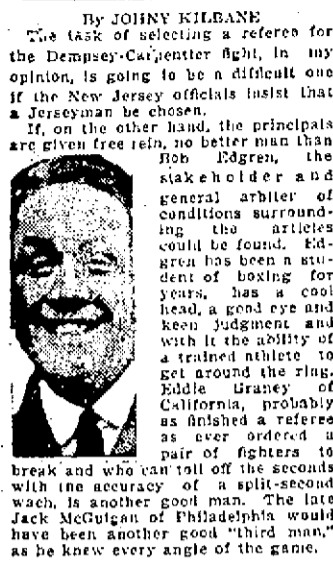 By JOHNY KILBANE
The task of selecting a referee for
the Dempsey-Carpentier fight, in my
opinion, is going to be a difficult one
if the New Jersey officials insist that
a Jerseyman be chosen.
If, on the other hand, the principals
are given free rein, no better man than
Bob Edgren, the
stakeholder and
general arbiter of
conditions surround-
ing the articles
could be found. Ed-
gren has been a stu-
dent of boxing for
years, has a cool
head, a good eye and
keen judgment and
with it the ability of
a trained athlete to
get around the ring.
Eddie Graney of
California, probably
as finished a referee
as ever ordered a
pair of fighters to
break and who can toll off the seconds
with the accuracy of a split-second
wach, is another good man. The late
Jack McGuigan of Philadelphia would
have been another good "third man,"
as he knew every angle of the game.